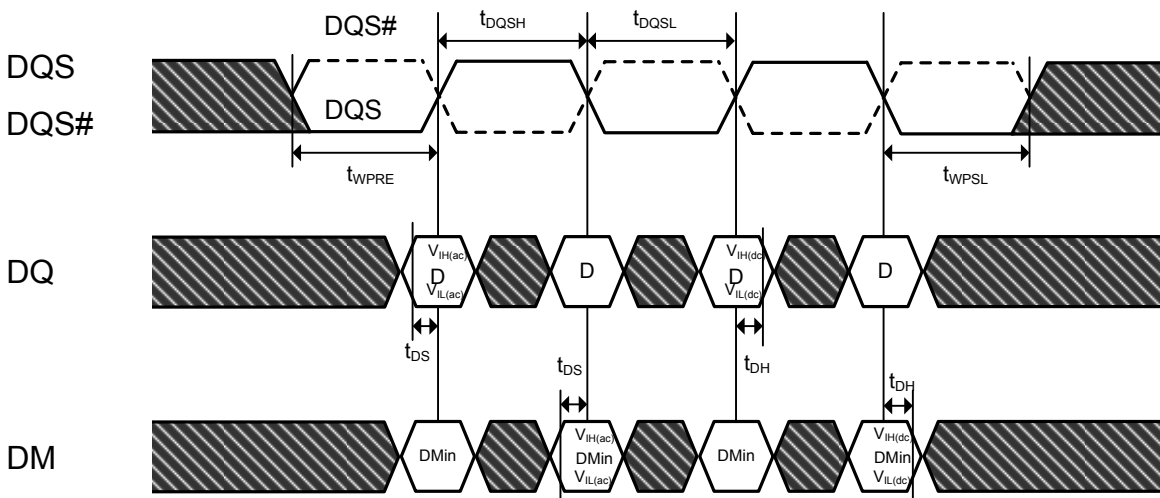 DQS#
tDQSH
tDQSL
DQS
DQS
DQS#
tWPRE
tWPSL
DQ
VIH(ac)
D
VIL(ac)
D
VIH(dc)
D
VIL(dc)
D
tDS
tDS
tDH
tDH
DM
DMin
VIH(ac)
DMin
VIL(ac)
DMin
VIH(dc)
DMin
VIL(dc)